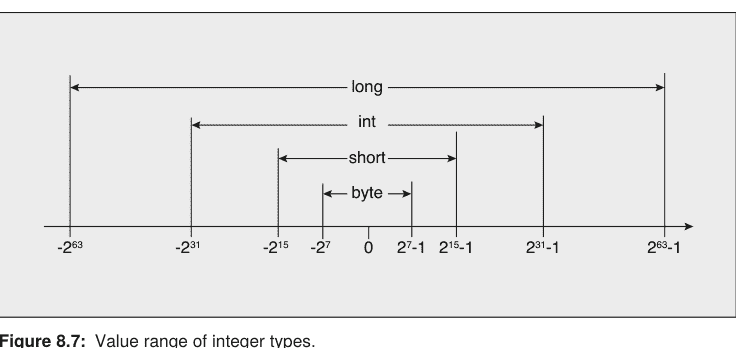 long
int
short
byte
-2⁶³ -2³¹ -2¹⁵ -2⁷ 0 2⁷-1 2¹⁵-1 2³¹-1 2⁶³-1
Figure 8.7: Value range of integer types.